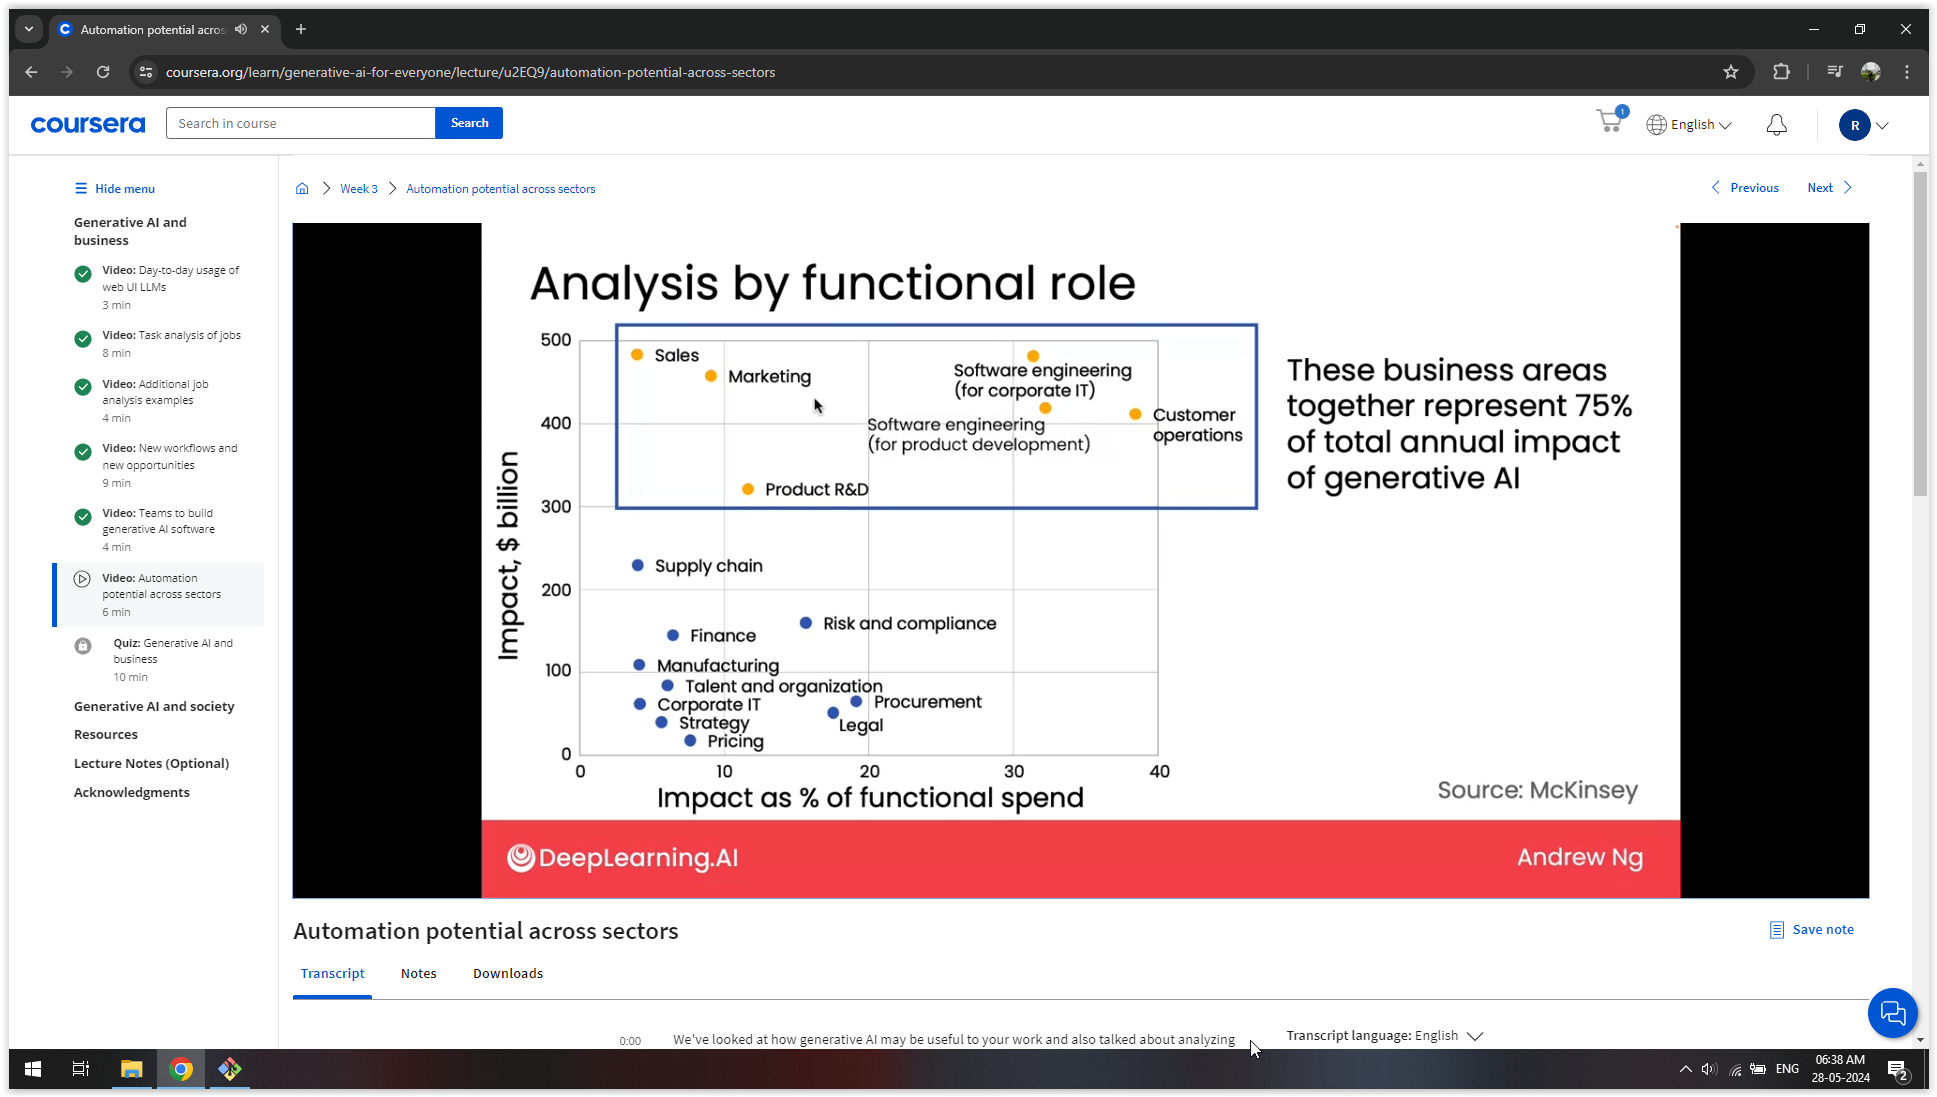 Automation potential acros
coursera.org/learn/generative-ai-for-everyone/lecture/u2EQ9/automation-potential-across-sectors
coursera
Search in course
Search
1
English
R
Hide menu
Week 3
Automation potential across sectors
Previous
Next
Generative AI and
business
Video: Day-to-day usage of
web UI LLMs
3 min
Video: Task analysis of jobs
8 min
Video: Additional job
analysis examples
4 min
Video: New workflows and
new opportunities
9 min
Video: Teams to build
generative AI software
4 min
Video: Automation
potential across sectors
6 min
Quiz: Generative AI and
business
10 min
Generative AI and society
Resources
Lecture Notes (Optional)
Acknowledgments
Analysis by functional role
500
400
300
200
100
0
Impact, $ billion
Sales
Marketing
Software engineering
(for corporate IT)
Software engineering
(for product development)
Customer
operations
Product R&D
Supply chain
Risk and compliance
Finance
Manufacturing
Talent and organization
Corporate IT
Procurement
Strategy
Legal
Pricing
0
10
20
30
40
Impact as % of functional spend
These business areas
together represent 75%
of total annual impact
of generative AI
Source: McKinsey
DeepLearning.AI
Andrew Ng
Automation potential across sectors
Save note
Transcript
Notes
Downloads
0:00
We've looked at how generative AI may be useful to your work and also talked about analyzing
Transcript language: English
ENG
06:38 AM
28-05-2024
2